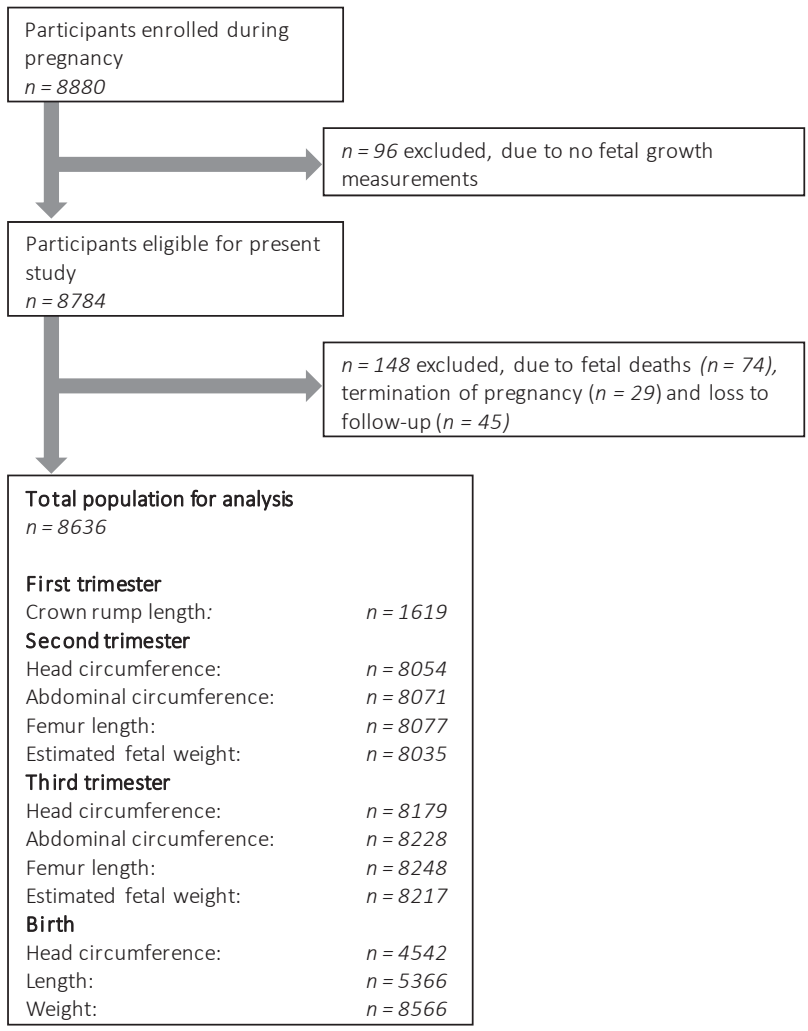 Participants enrolled during
pregnancy
n = 8880
n = 96 excluded, due to no fetal growth
measurements
Participants eligible for present
study
n = 8784
n = 148 excluded, due to fetal deaths (n = 74),
termination of pregnancy (n = 29) and loss to
follow-up (n = 45)
Total population for analysis
n = 8636
First trimester
Crown rump length: n = 1619
Second trimester
Head circumference: n = 8054
Abdominal circumference: n = 8071
Femur length: n = 8077
Estimated fetal weight: n = 8035
Third trimester
Head circumference: n = 8179
Abdominal circumference: n = 8228
Femur length: n = 8248
Estimated fetal weight: n = 8217
Birth
Head circumference: n = 4542
Length: n = 5366
Weight: n = 8566